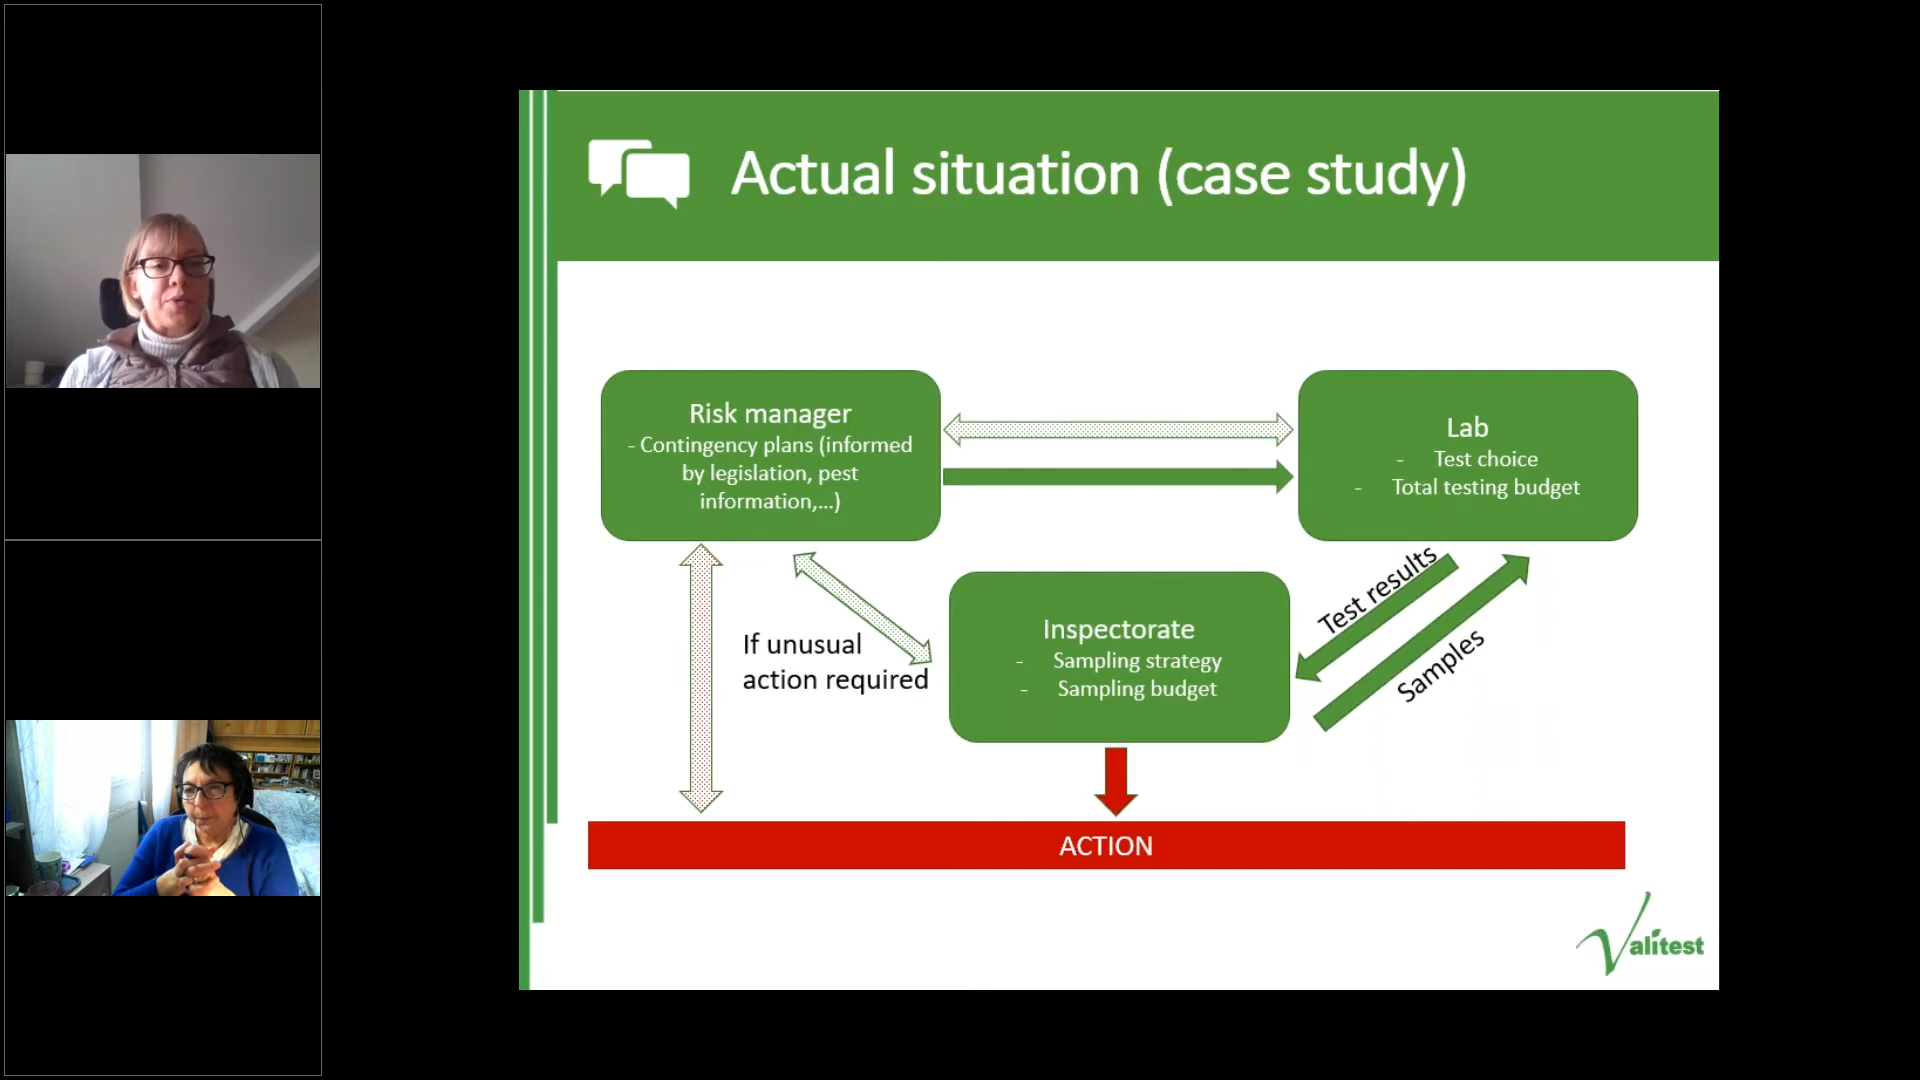 Actual situation (case study)
Risk manager
- Contingency plans (informed
by legislation, pest
information,...)
Lab
- Test choice
- Total testing budget
If unusual
action required
Inspectorate
- Sampling strategy
- Sampling budget
Test results
Samples
ACTION
Valitest